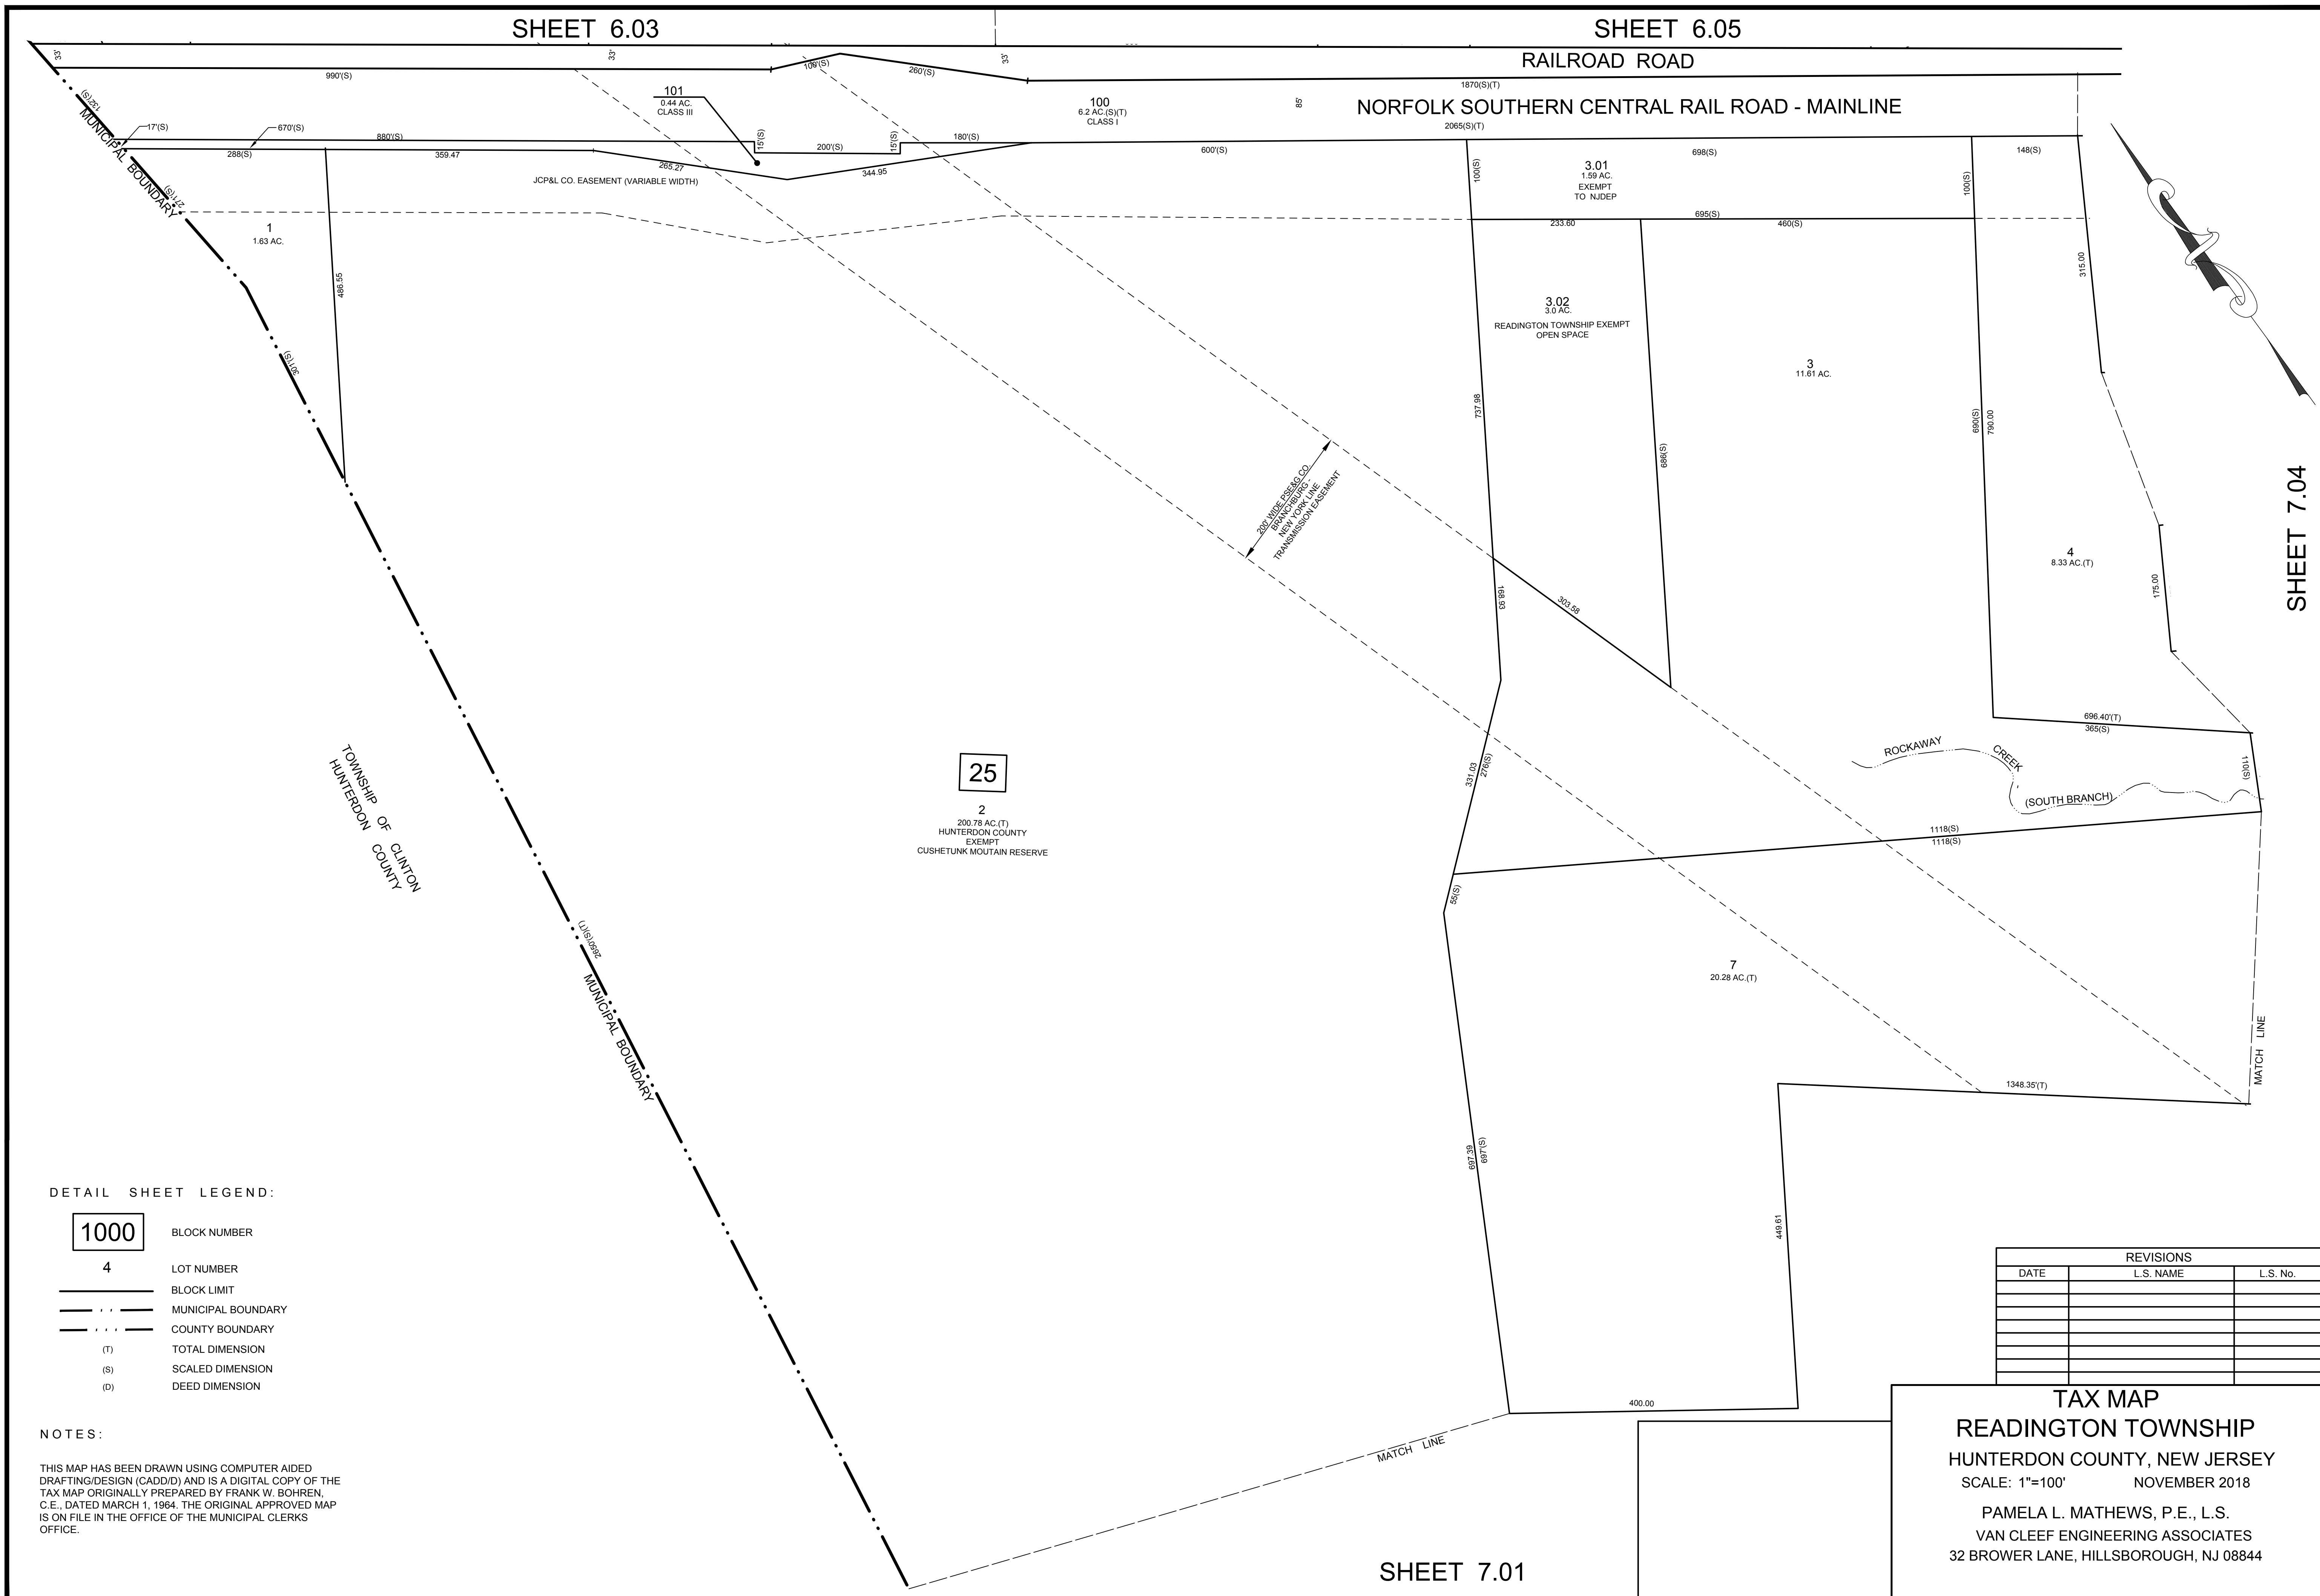 SHEET 6.03
SHEET 6.05
RAILROAD ROAD
33'
33'
33'
990'(S)
109'(S)
260'(S)
1870(S)(T)
132'(S)
MUNICIPAL BOUNDARY
101
0.44 AC.
CLASS III
100
6.2 AC.(S)(T)
CLASS I
85'
NORFOLK SOUTHERN CENTRAL RAIL ROAD - MAINLINE
2065(S)(T)
17'(S)
670'(S)
880'(S)
15'(S)
200'(S)
15'(S)
180'(S)
600'(S)
698(S)
148(S)
288(S)
359.47
265.27
344.95
JCP&L CO. EASEMENT (VARIABLE WIDTH)
271'(S)
100(S)
3.01
1.59 AC.
EXEMPT
TO NJDEP
100(S)
695(S)
233.60
460(S)
1
1.63 AC.
486.55
301'(S)
315.00
3.02
3.0 AC.
READINGTON TOWNSHIP EXEMPT
OPEN SPACE
3
11.61 AC.
737.98
686(S)
690(S)
790.00
SHEET 7.04
200' WIDE PSE&G CO.
BRANCHBURG -
NEW YORK LINE
TRANSMISSION EASEMENT
4
8.33 AC.(T)
175.00
168.93
303.58
696.40'(T)
365(S)
ROCKAWAY CREEK
(SOUTH BRANCH)
110(S)
331.03
276(S)
1118(S)
1118(S)
55(S)
25
2
200.78 AC.(T)
HUNTERDON COUNTY
EXEMPT
CUSHETUNK MOUTAIN RESERVE
TOWNSHIP OF CLINTON
HUNTERDON COUNTY
2650'(S)(T)
MUNICIPAL BOUNDARY
7
20.28 AC.(T)
MATCH LINE
1348.35'(T)
697.39
697'(S)
449.61
400.00
MATCH LINE
SHEET 7.01
DETAIL SHEET LEGEND:
1000 BLOCK NUMBER
4 LOT NUMBER
BLOCK LIMIT
MUNICIPAL BOUNDARY
COUNTY BOUNDARY
(T) TOTAL DIMENSION
(S) SCALED DIMENSION
(D) DEED DIMENSION
NOTES:
THIS MAP HAS BEEN DRAWN USING COMPUTER AIDED
DRAFTING/DESIGN (CADD/D) AND IS A DIGITAL COPY OF THE
TAX MAP ORIGINALLY PREPARED BY FRANK W. BOHREN,
C.E., DATED MARCH 1, 1964. THE ORIGINAL APPROVED MAP
IS ON FILE IN THE OFFICE OF THE MUNICIPAL CLERKS
OFFICE.
REVISIONS
DATE L.S. NAME L.S. No.
TAX MAP
READINGTON TOWNSHIP
HUNTERDON COUNTY, NEW JERSEY
SCALE: 1"=100' NOVEMBER 2018
PAMELA L. MATHEWS, P.E., L.S.
VAN CLEEF ENGINEERING ASSOCIATES
32 BROWER LANE, HILLSBOROUGH, NJ 08844